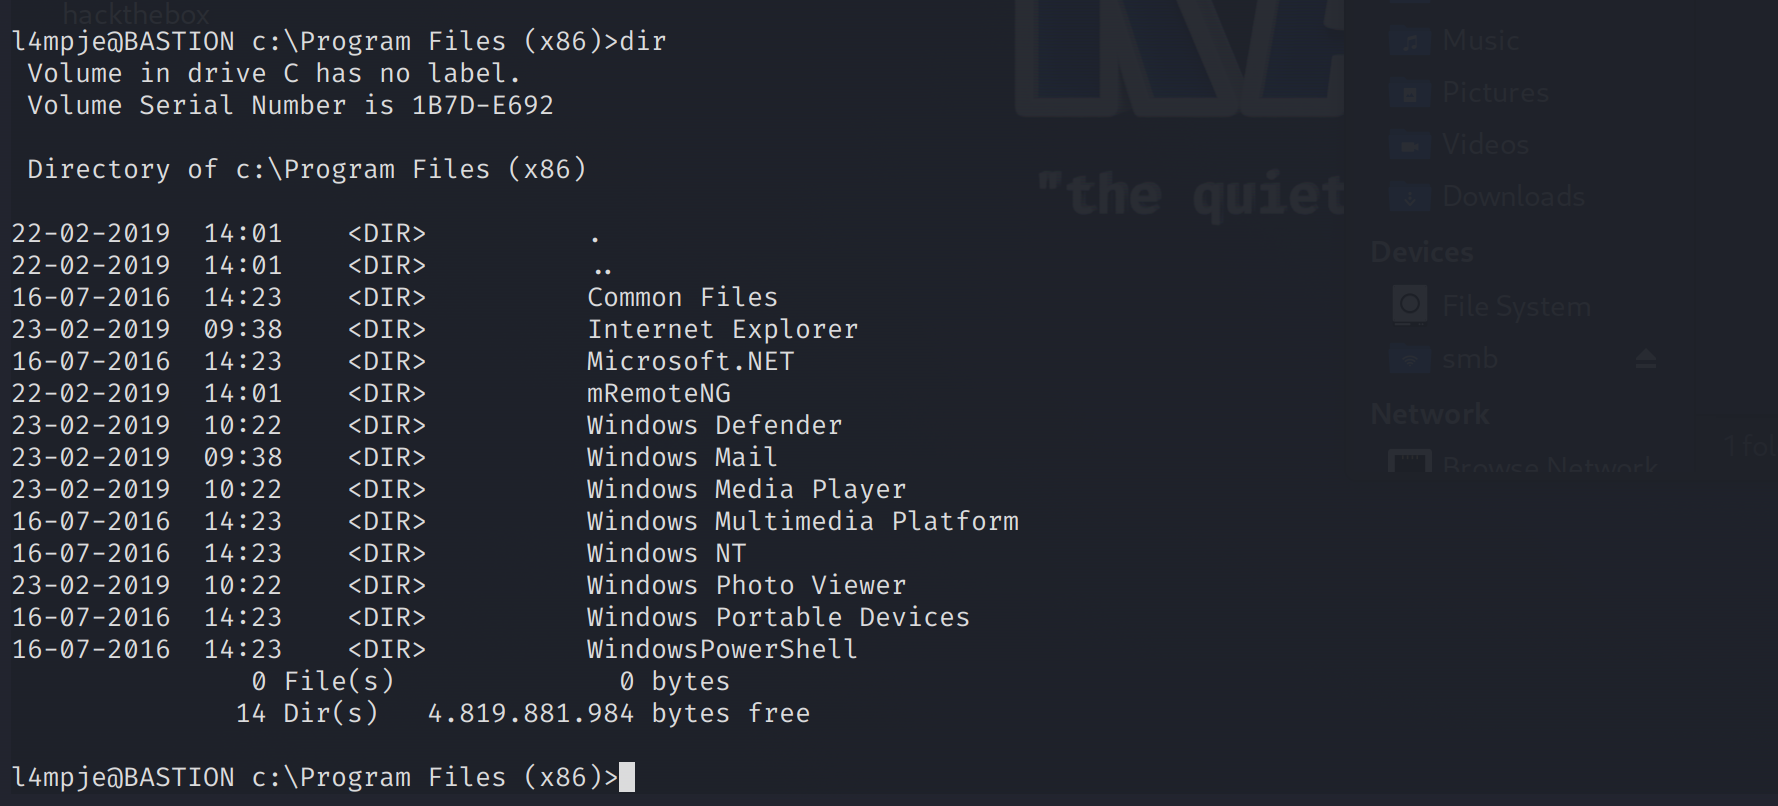 hackthebox
l4mpje@BASTION c:\Program Files (x86)>dir
 Volume in drive C has no label.
 Volume Serial Number is 1B7D-E692

 Directory of c:\Program Files (x86)

22-02-2019  14:01    <DIR>          .
22-02-2019  14:01    <DIR>          ..
16-07-2016  14:23    <DIR>          Common Files
23-02-2019  09:38    <DIR>          Internet Explorer
16-07-2016  14:23    <DIR>          Microsoft.NET
22-02-2019  14:01    <DIR>          mRemoteNG
23-02-2019  10:22    <DIR>          Windows Defender
23-02-2019  09:38    <DIR>          Windows Mail
23-02-2019  10:22    <DIR>          Windows Media Player
16-07-2016  14:23    <DIR>          Windows Multimedia Platform
16-07-2016  14:23    <DIR>          Windows NT
23-02-2019  10:22    <DIR>          Windows Photo Viewer
16-07-2016  14:23    <DIR>          Windows Portable Devices
16-07-2016  14:23    <DIR>          WindowsPowerShell
               0 File(s)              0 bytes
              14 Dir(s)   4.819.881.984 bytes free

l4mpje@BASTION c:\Program Files (x86)>
"the quiet
Music
Pictures
Videos
Downloads
Devices
File System
smb
Network
Browse Network